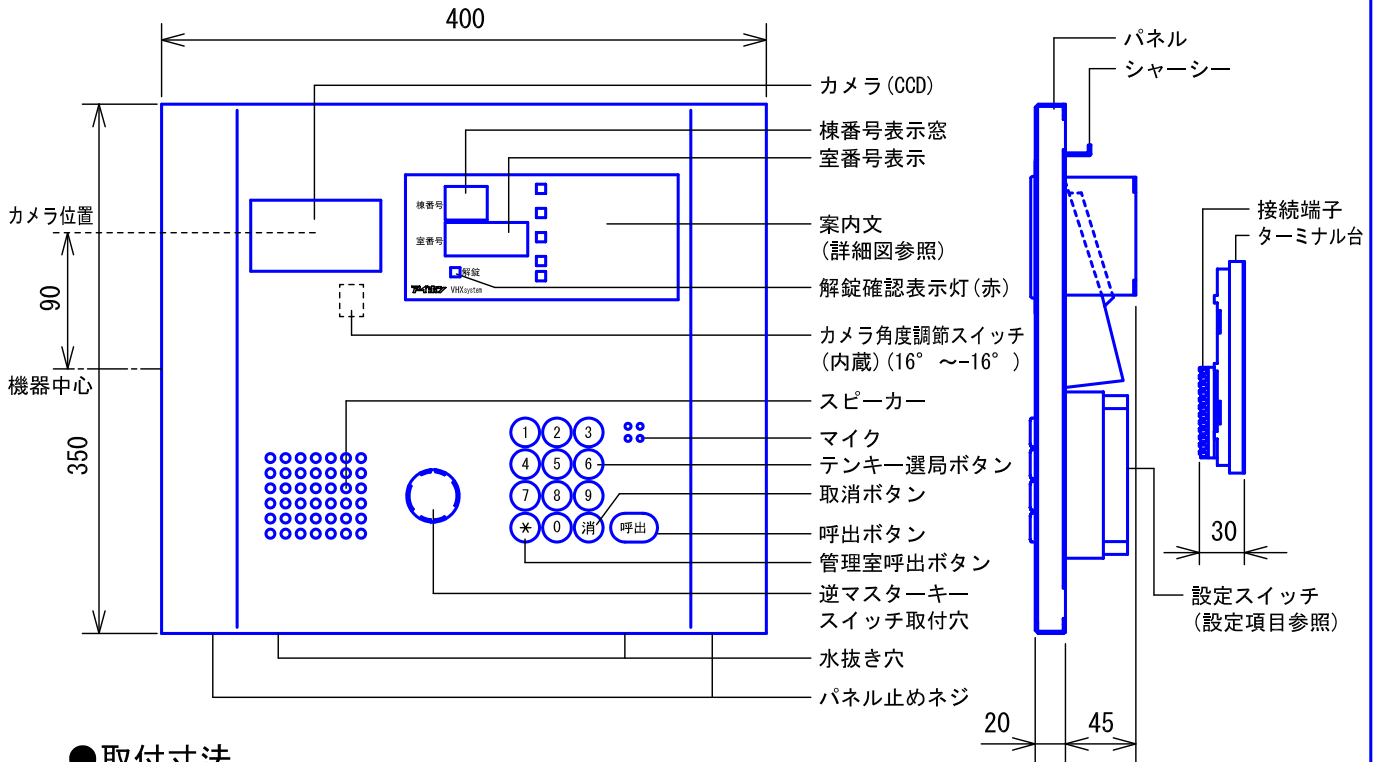 400
パネル
シャーシー
カメラ(CCD)
棟番号表示窓
室番号表示
カメラ位置
棟番号
室番号
解錠
アイホン VHXsystem
案内文
(詳細図参照)
接続端子
ターミナル台
90
解錠確認表示灯(赤)
カメラ角度調節スイッチ
(内蔵)(16° ～-16° )
機器中心
350
スピーカー
1 2 3
マイク
4 5 6
テンキー選局ボタン
7 8 9
取消ボタン
* 0 消 呼出
呼出ボタン
管理室呼出ボタン
逆マスターキー
スイッチ取付穴
30
設定スイッチ
(設定項目参照)
水抜き穴
パネル止めネジ
20 45
●取付寸法